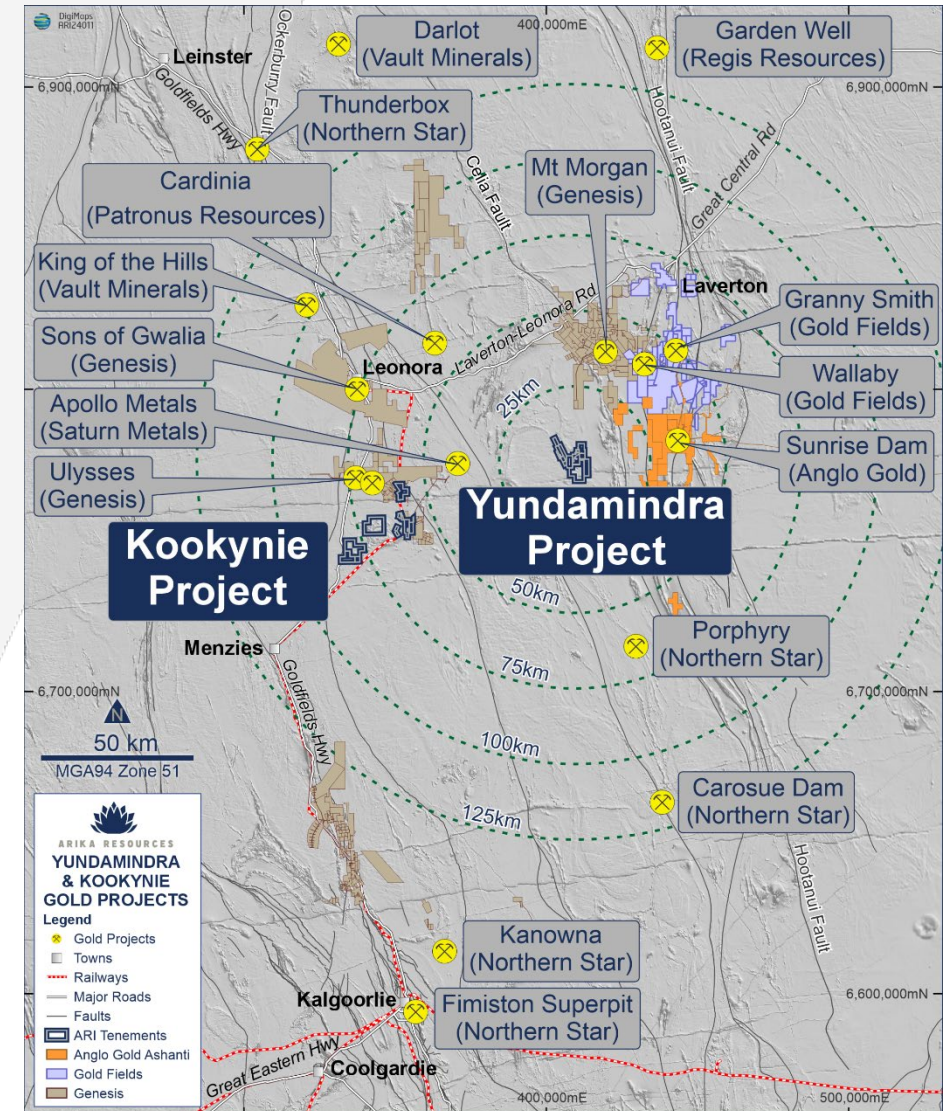 DigiMaps
ARI24011
Ockerburry Fault
Darlot
(Vault Minerals)
400,000mE
Garden Well
(Regis Resources)
Leinster
6,900,000mN
6,900,000mN
Goldfields Hwy
Thunderbox
(Northern Star)
Hootanui Fault
Great Central Rd
Celia Fault
Cardinia
(Patronus Resources)
Mt Morgan
(Genesis)
King of the Hills
(Vault Minerals)
Laverton
Laverton-Leonora Rd
Granny Smith
(Gold Fields)
Sons of Gwalia
(Genesis)
Leonora
Wallaby
(Gold Fields)
25km
Apollo Metals
(Saturn Metals)
Sunrise Dam
(Anglo Gold)
Ulysses
(Genesis)
Yundamindra
Project
Kookynie
Project
50km
Porphyry
(Northern Star)
Menzies
75km
Goldfields Hwy
6,700,000mN
6,700,000mN
N
50 km
MGA94 Zone 51
100km
Carosue Dam
(Northern Star)
125km
Hootanui Fault
ARIKA RESOURCES
YUNDAMINDRA
& KOOKYNIE
GOLD PROJECTS
Legend
Gold Projects
Towns
Railways
Major Roads
Faults
ARI Tenements
Anglo Gold Ashanti
Gold Fields
Genesis
Kanowna
(Northern Star)
Kalgoorlie
Fimiston Superpit
(Northern Star)
6,600,000mN
Great Eastern Hwy
Coolgardie
400,000mE
500,000mE